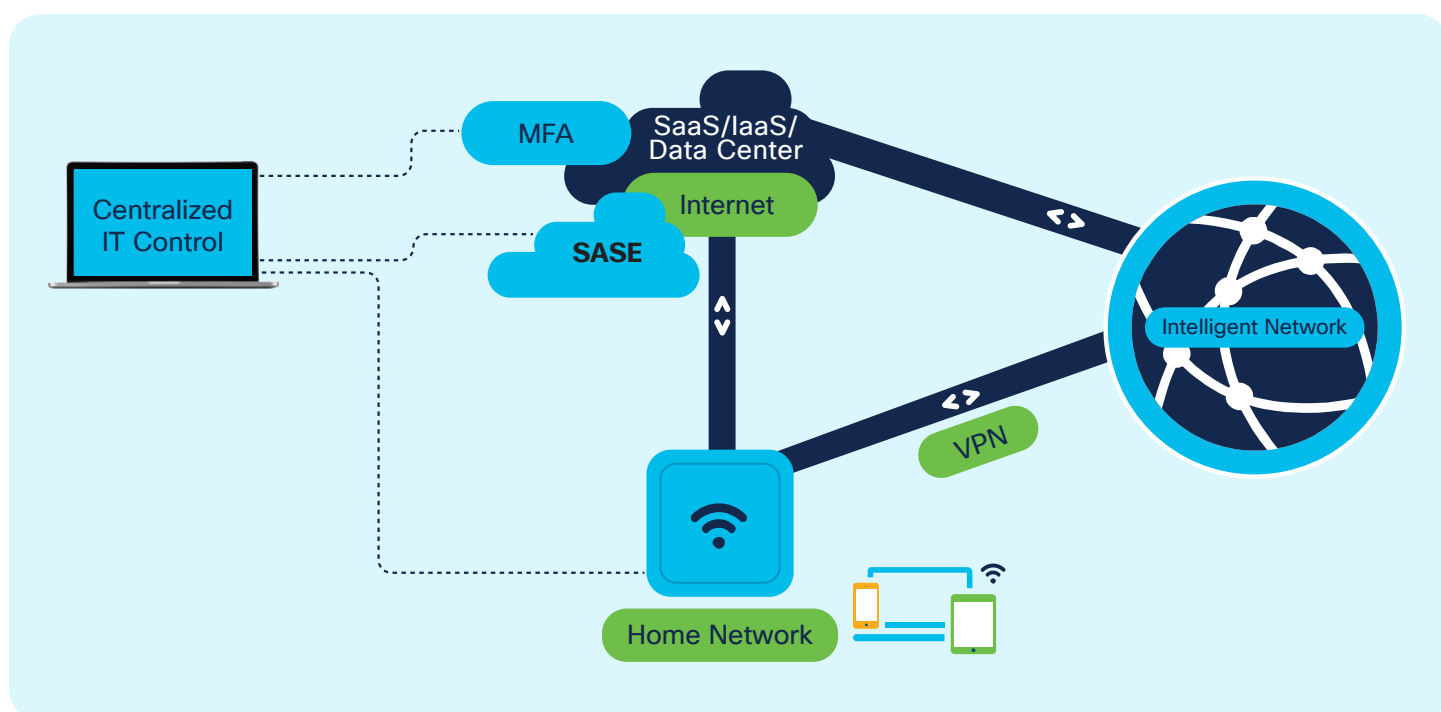 MFA
SaaS/IaaS/
Data Center
Internet
SASE
Centralized
IT Control
Intelligent Network
VPN
Home Network